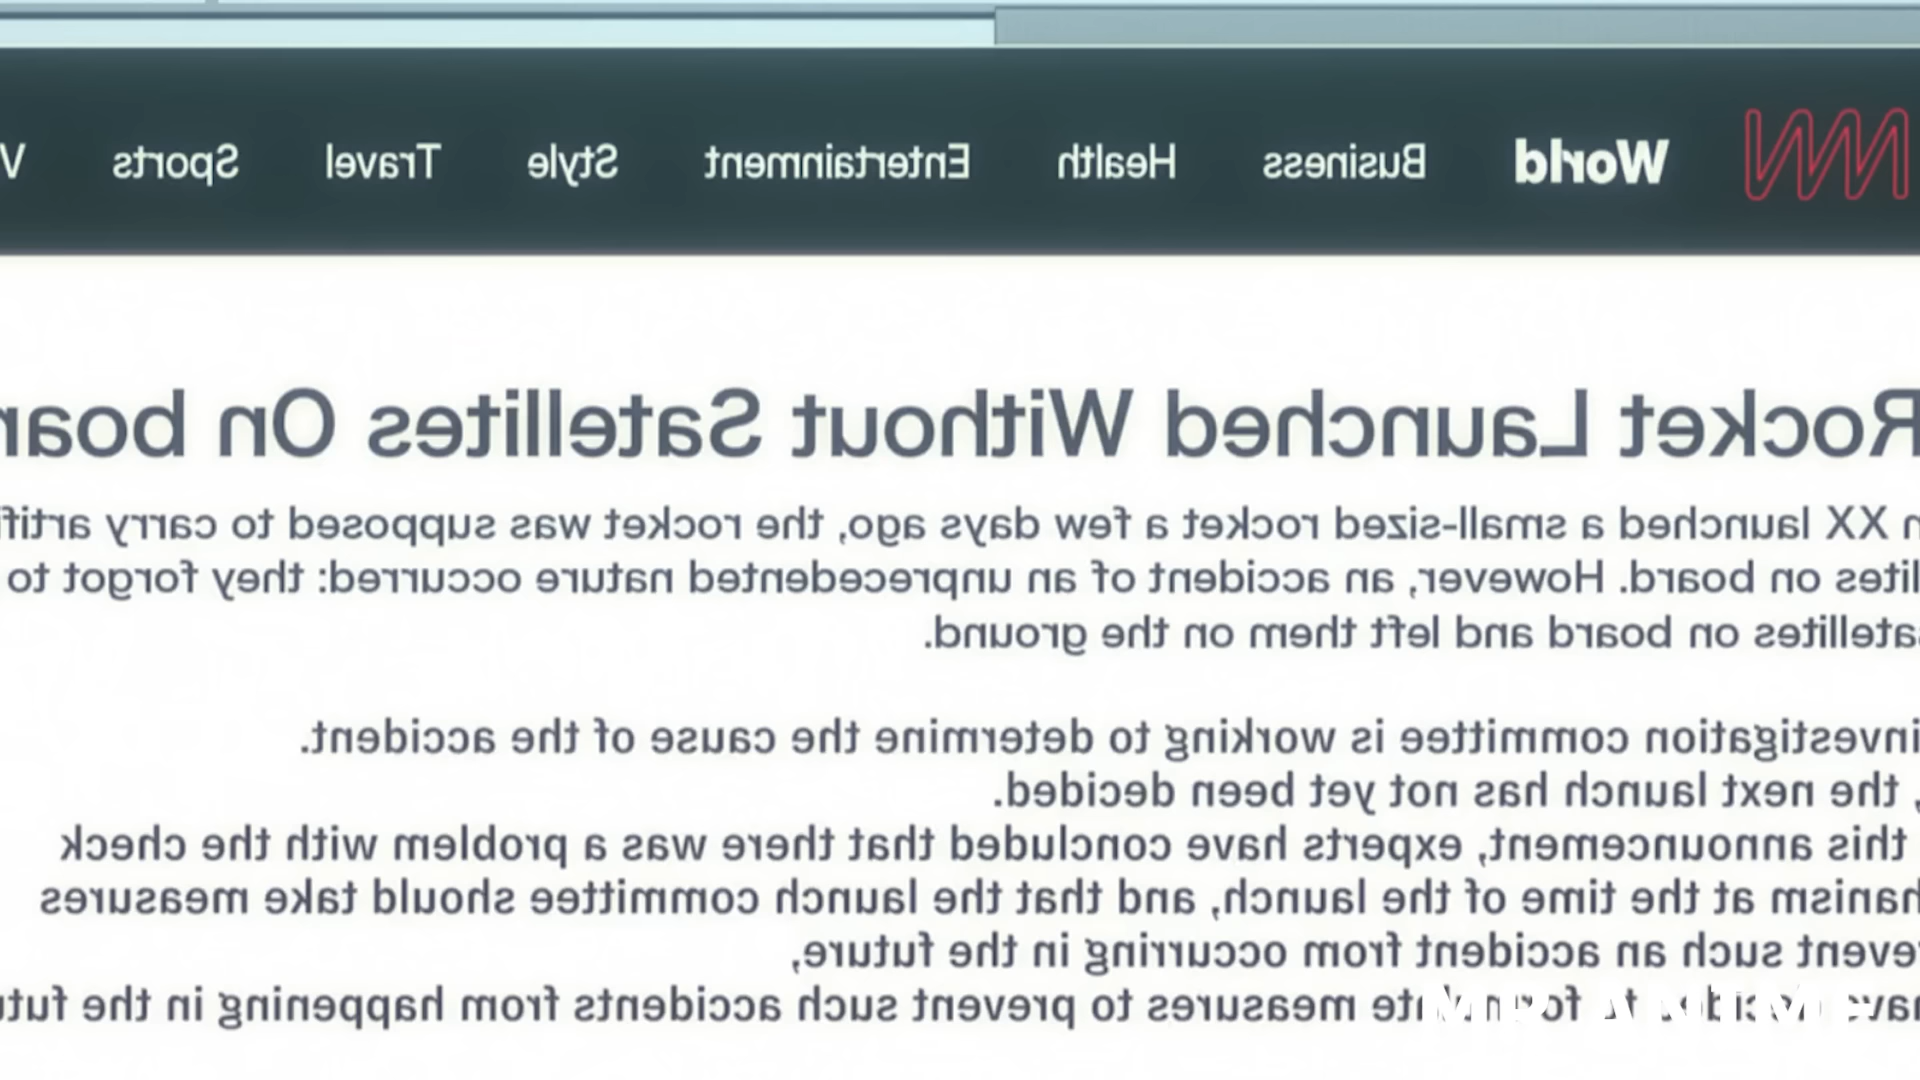 World Business Health Entertainment Style Travel Sports V
Rocket Launched Without Satellites On boar
n XX launched a small-sized rocket a few days ago, the rocket was supposed to carry artifi
llites on board. However, an accident of an unprecedented nature occurred: they forgot to
satellites on board and left them on the ground.
investigation committee is working to determine the cause of the accident.
, the next launch has not yet been decided.
this announcement, experts have concluded that there was a problem with the check
hanism at the time of the launch, and that the launch committee should take measures
revent such an accident from occurring in the future,
measures to prevent such accidents from happening in the futu